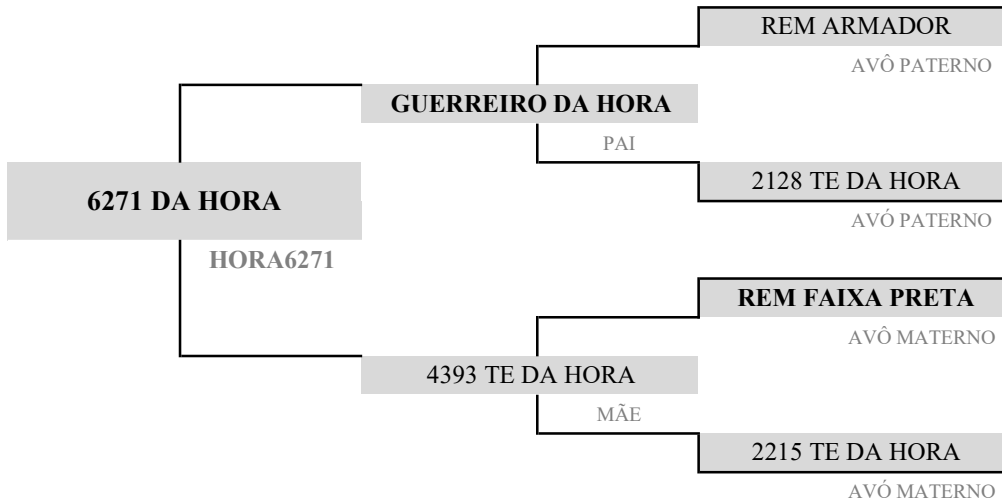 REM ARMADOR
AVÔ PATERNO
GUERREIRO DA HORA
PAI
2128 TE DA HORA
AVÓ PATERNO
6271 DA HORA
HORA6271
REM FAIXA PRETA
AVÔ MATERNO
4393 TE DA HORA
MÃE
2215 TE DA HORA
AVÓ MATERNO